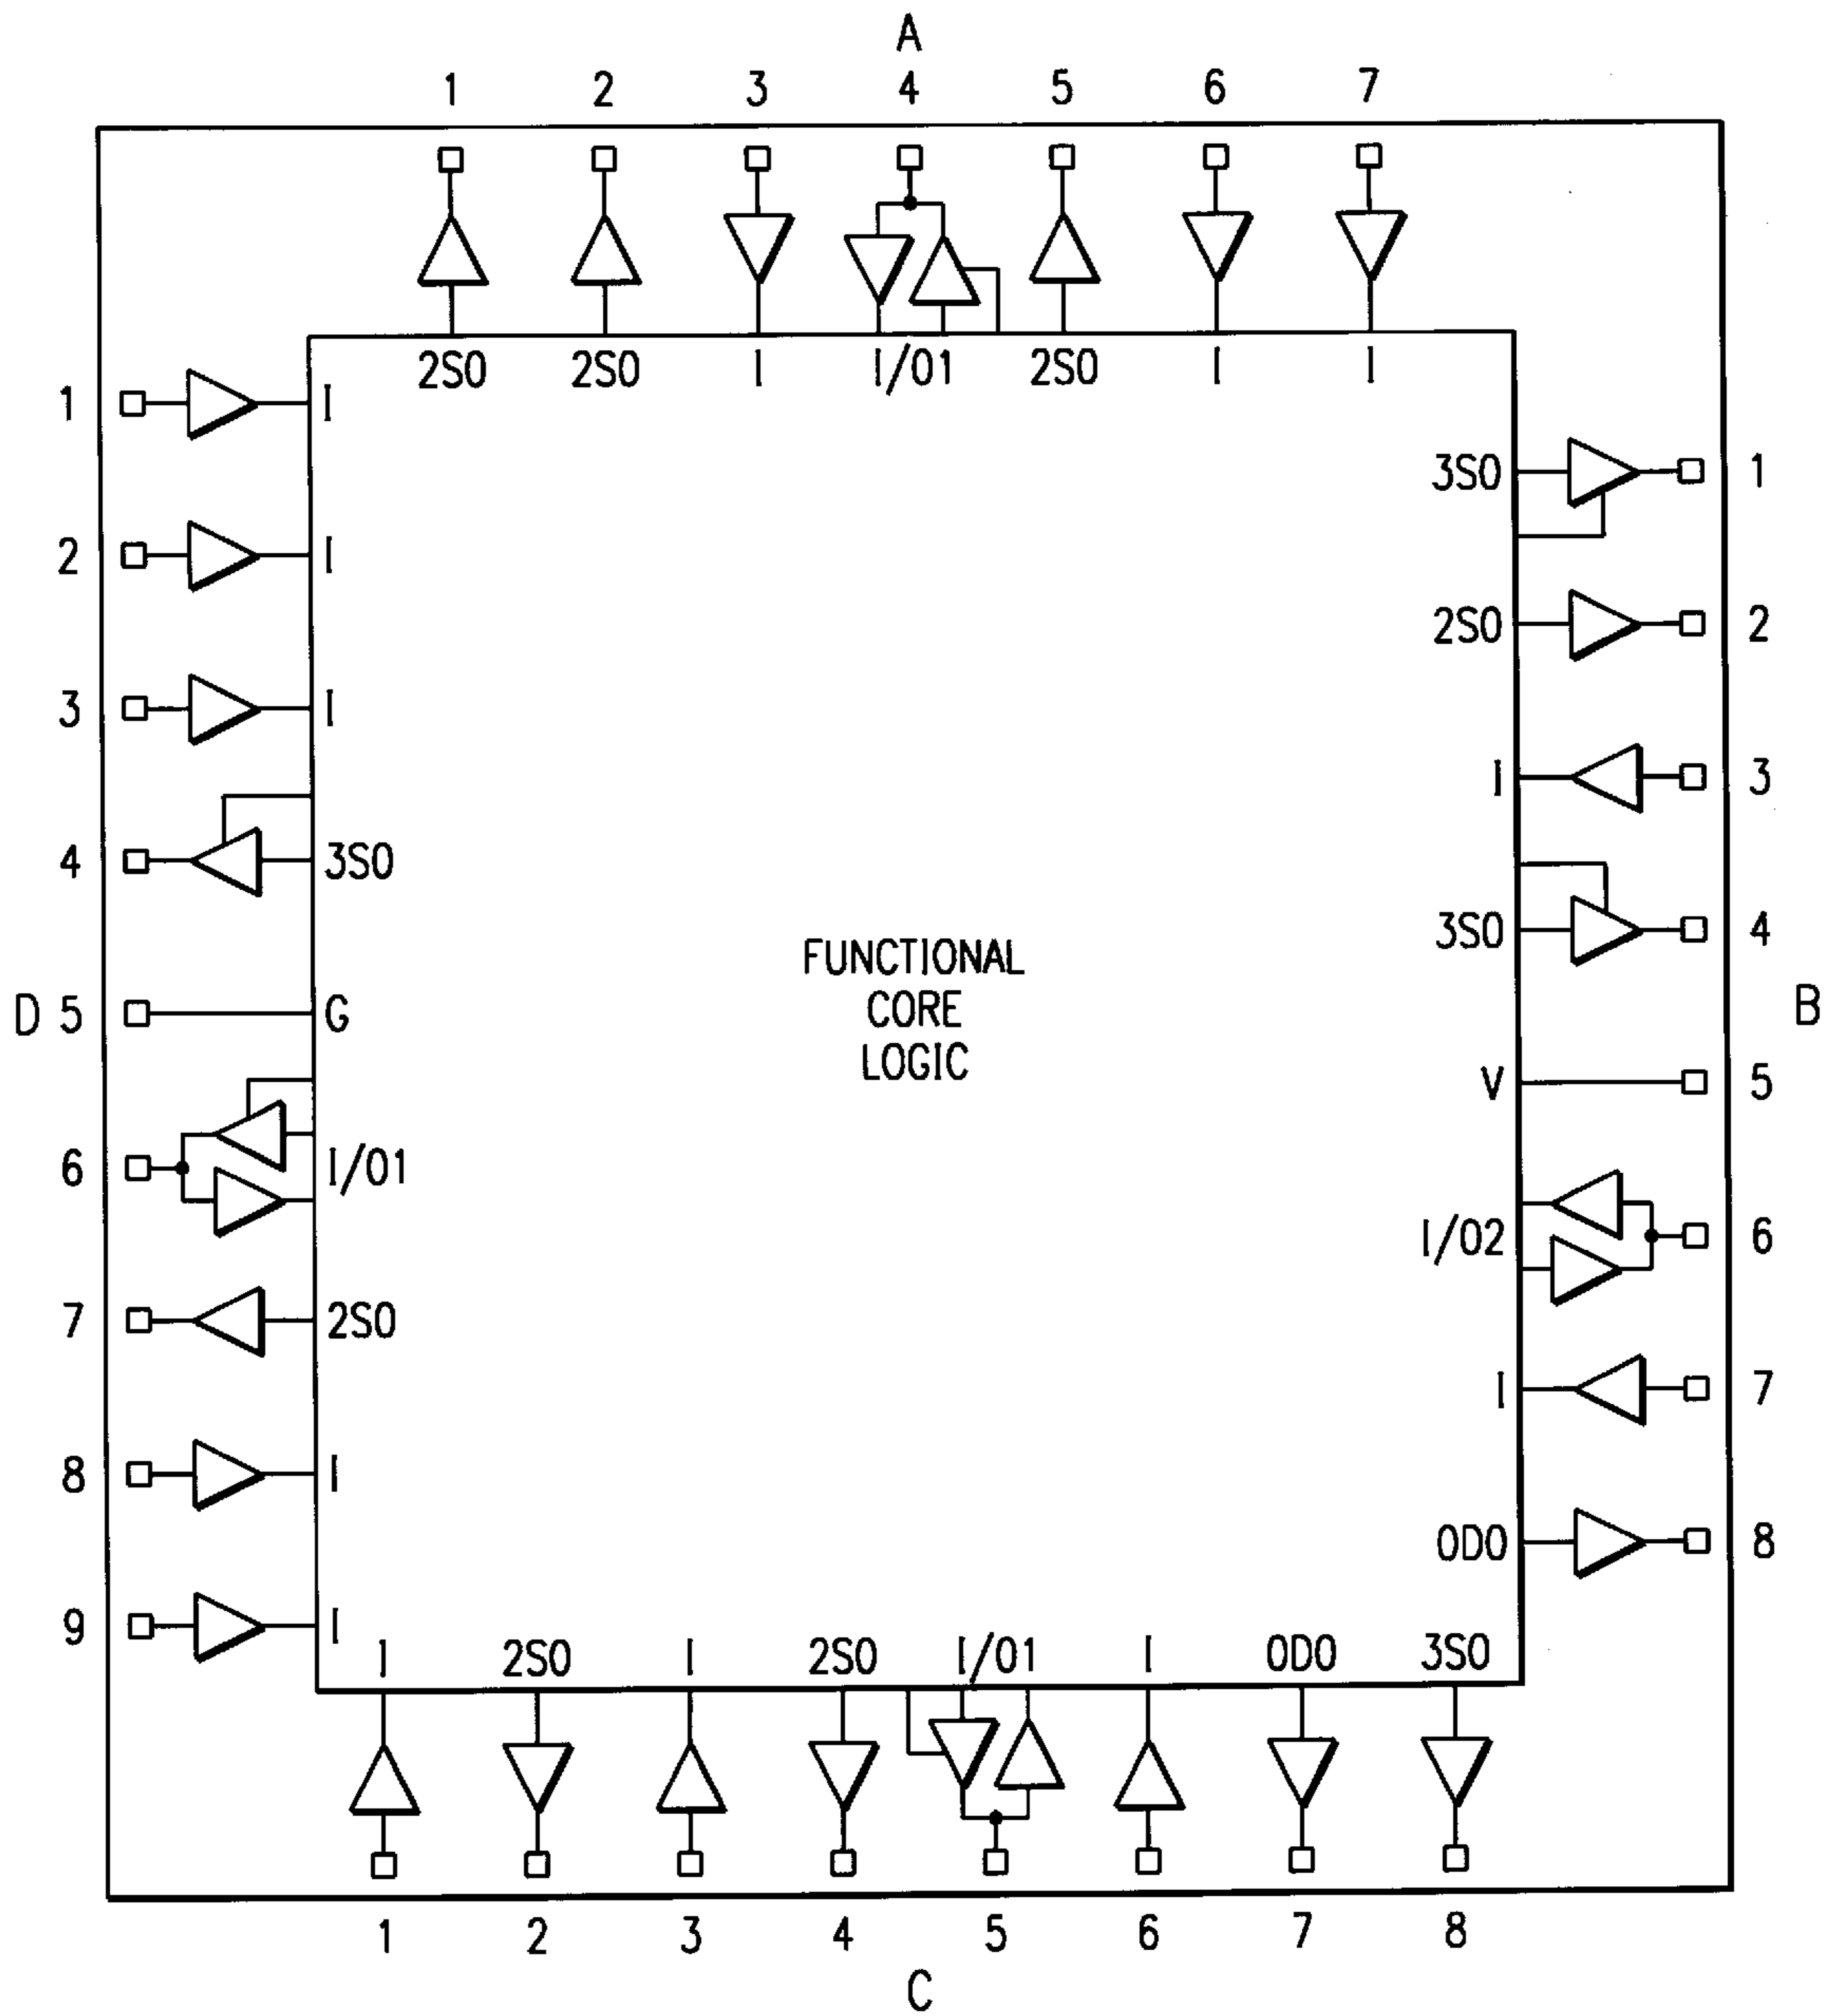 A
1 2 3 4 5 6 7
2SO 2SO I I/O1 2SO I I
1 I
3SO 1
2 I
2SO 2
3 I
I 3
4 3SO
3SO 4
FUNCTIONAL
CORE
LOGIC
D 5 G
B
V 5
6 I/O1
I/O2 6
7 2SO
I 7
8 I
ODO 8
9 I
I 2SO I 2SO I/O1 I ODO 3SO
1 2 3 4 5 6 7 8
C